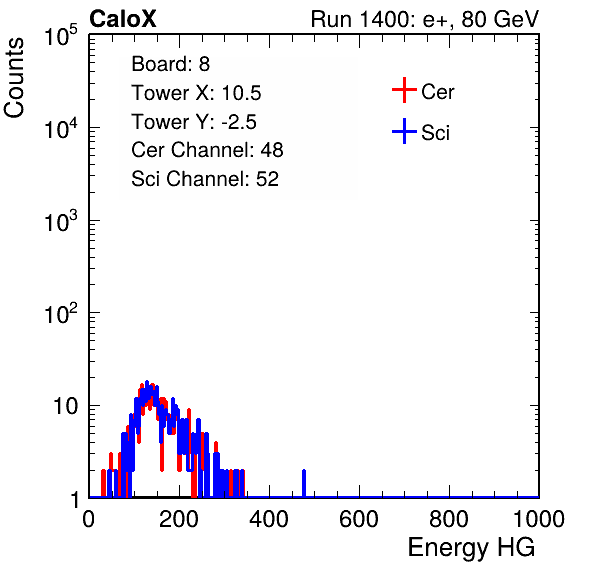 CaloX Run 1400: e+, 80 GeV
Counts
10^5
10^4
10^3
10^2
10
1
Board: 8
Tower X: 10.5
Tower Y: -2.5
Cer Channel: 48
Sci Channel: 52
Cer
Sci
0 200 400 600 800 1000
Energy HG